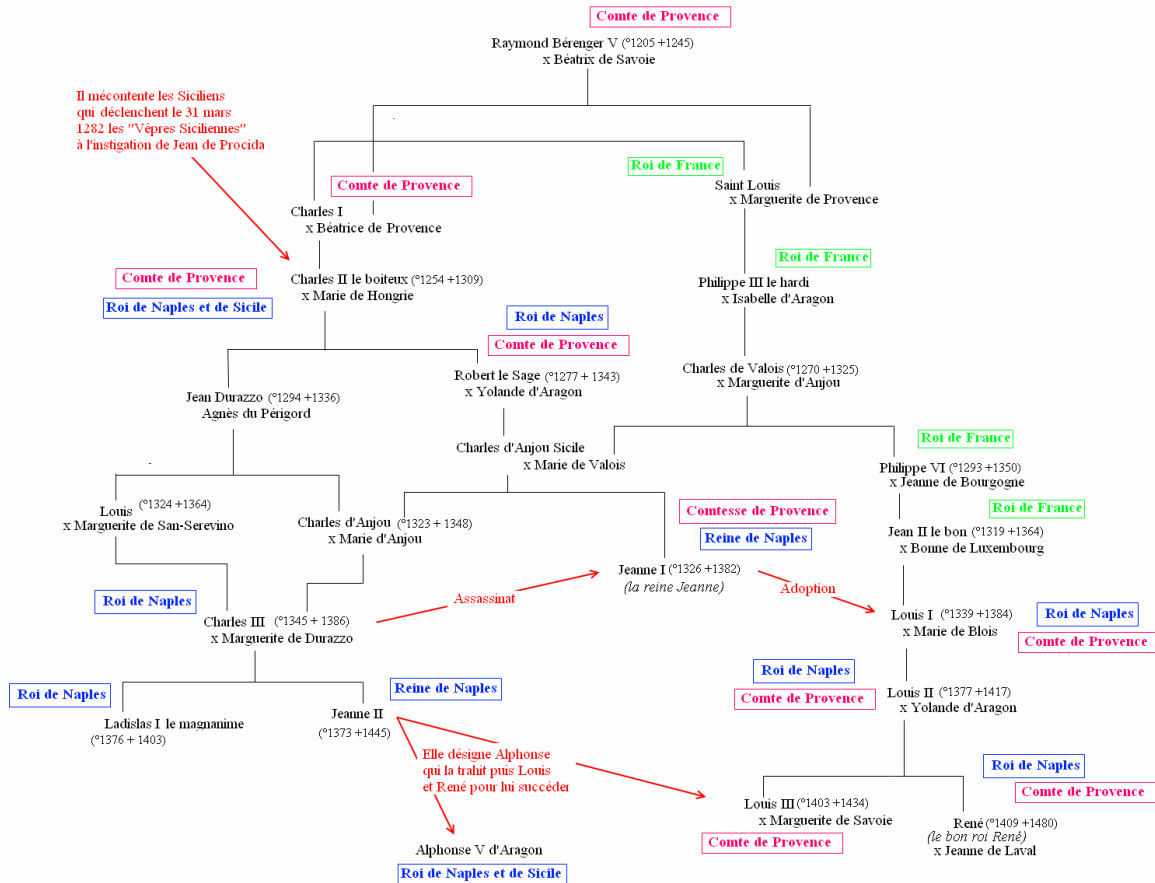 Comte de Provence
Raymond Bérenger V (°1205 +1245)
x Béatrix de Savoie
Il mécontente les Siciliens
qui déclenchent le 31 mars
1282 les "Vêpres Siciliennes"
à l'instigation de Jean de Procida
Roi de France
Comte de Provence
Saint Louis
x Marguerite de Provence
Charles I
x Béatrice de Provence
Roi de France
Comte de Provence
Roi de Naples et de Sicile
Charles II le boiteux (°1254 +1309)
x Marie de Hongrie
Philippe III le hardi
x Isabelle d'Aragon
Roi de Naples
Comte de Provence
Robert le Sage (°1277 + 1343)
x Yolande d'Aragon
Charles de Valois (°1270 +1325)
x Marguerite d'Anjou
Jean Durazzo (°1294 +1336)
Agnès du Périgord
Charles d'Anjou Sicile
x Marie de Valois
Roi de France
Philippe VI (°1293 +1350)
x Jeanne de Bourgogne
Louis (°1324 +1364)
x Marguerite de San-Serevino
Charles d'Anjou (°1323 + 1348)
x Marie d'Anjou
Comtesse de Provence
Reine de Naples
Roi de France
Jean II le bon (°1319 +1364)
x Bonne de Luxembourg
Jeanne I (°1326 +1382)
(la reine Jeanne)
Assassinat
Adoption
Roi de Naples
Charles III (°1345 + 1386)
x Marguerite de Durazzo
Louis I (°1339 +1384)
x Marie de Blois
Roi de Naples
Comte de Provence
Roi de Naples
Comte de Provence
Louis II (°1377 +1417)
x Yolande d'Aragon
Roi de Naples
Ladislas I le magnanime
(°1376 + 1403)
Reine de Naples
Jeanne II
(°1373 +1445)
Elle désigne Alphonse
qui la trahit puis Louis
et René pour lui succéder
Roi de Naples
Comte de Provence
Louis III (°1403 +1434)
x Marguerite de Savoie
Comte de Provence
René (°1409 +1480)
(le bon roi René)
x Jeanne de Laval
Alphonse V d'Aragon
Roi de Naples et de Sicile